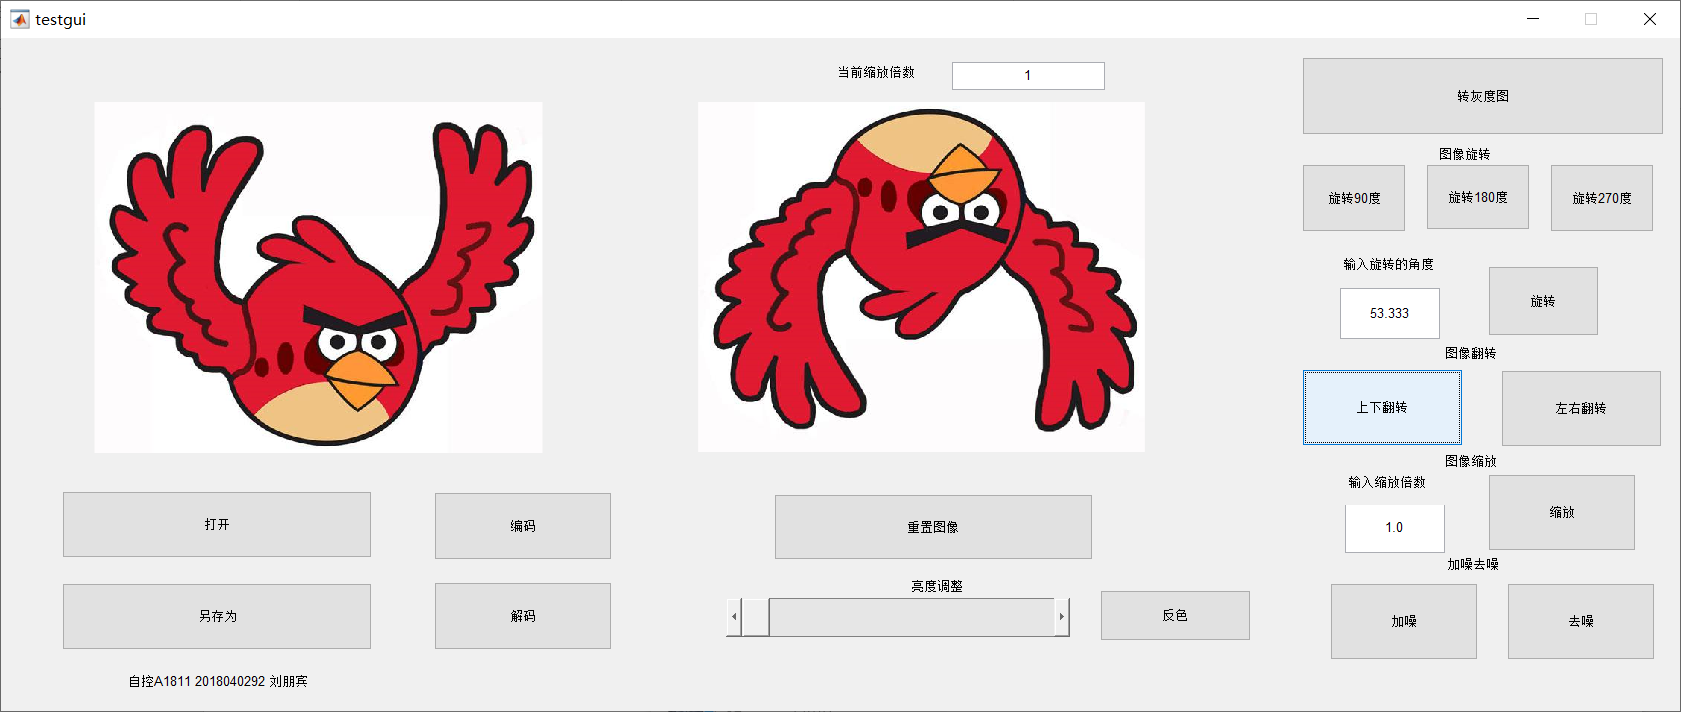 testgui
当前缩放倍数
1
转灰度图
图像旋转
旋转90度
旋转180度
旋转270度
输入旋转的角度
53.333
旋转
图像翻转
上下翻转
左右翻转
图像缩放
输入缩放倍数
1.0
缩放
加噪去噪
加噪
去噪
打开
编码
重置图像
亮度调整
反色
另存为
解码
自控A1811 2018040292 刘朋宾